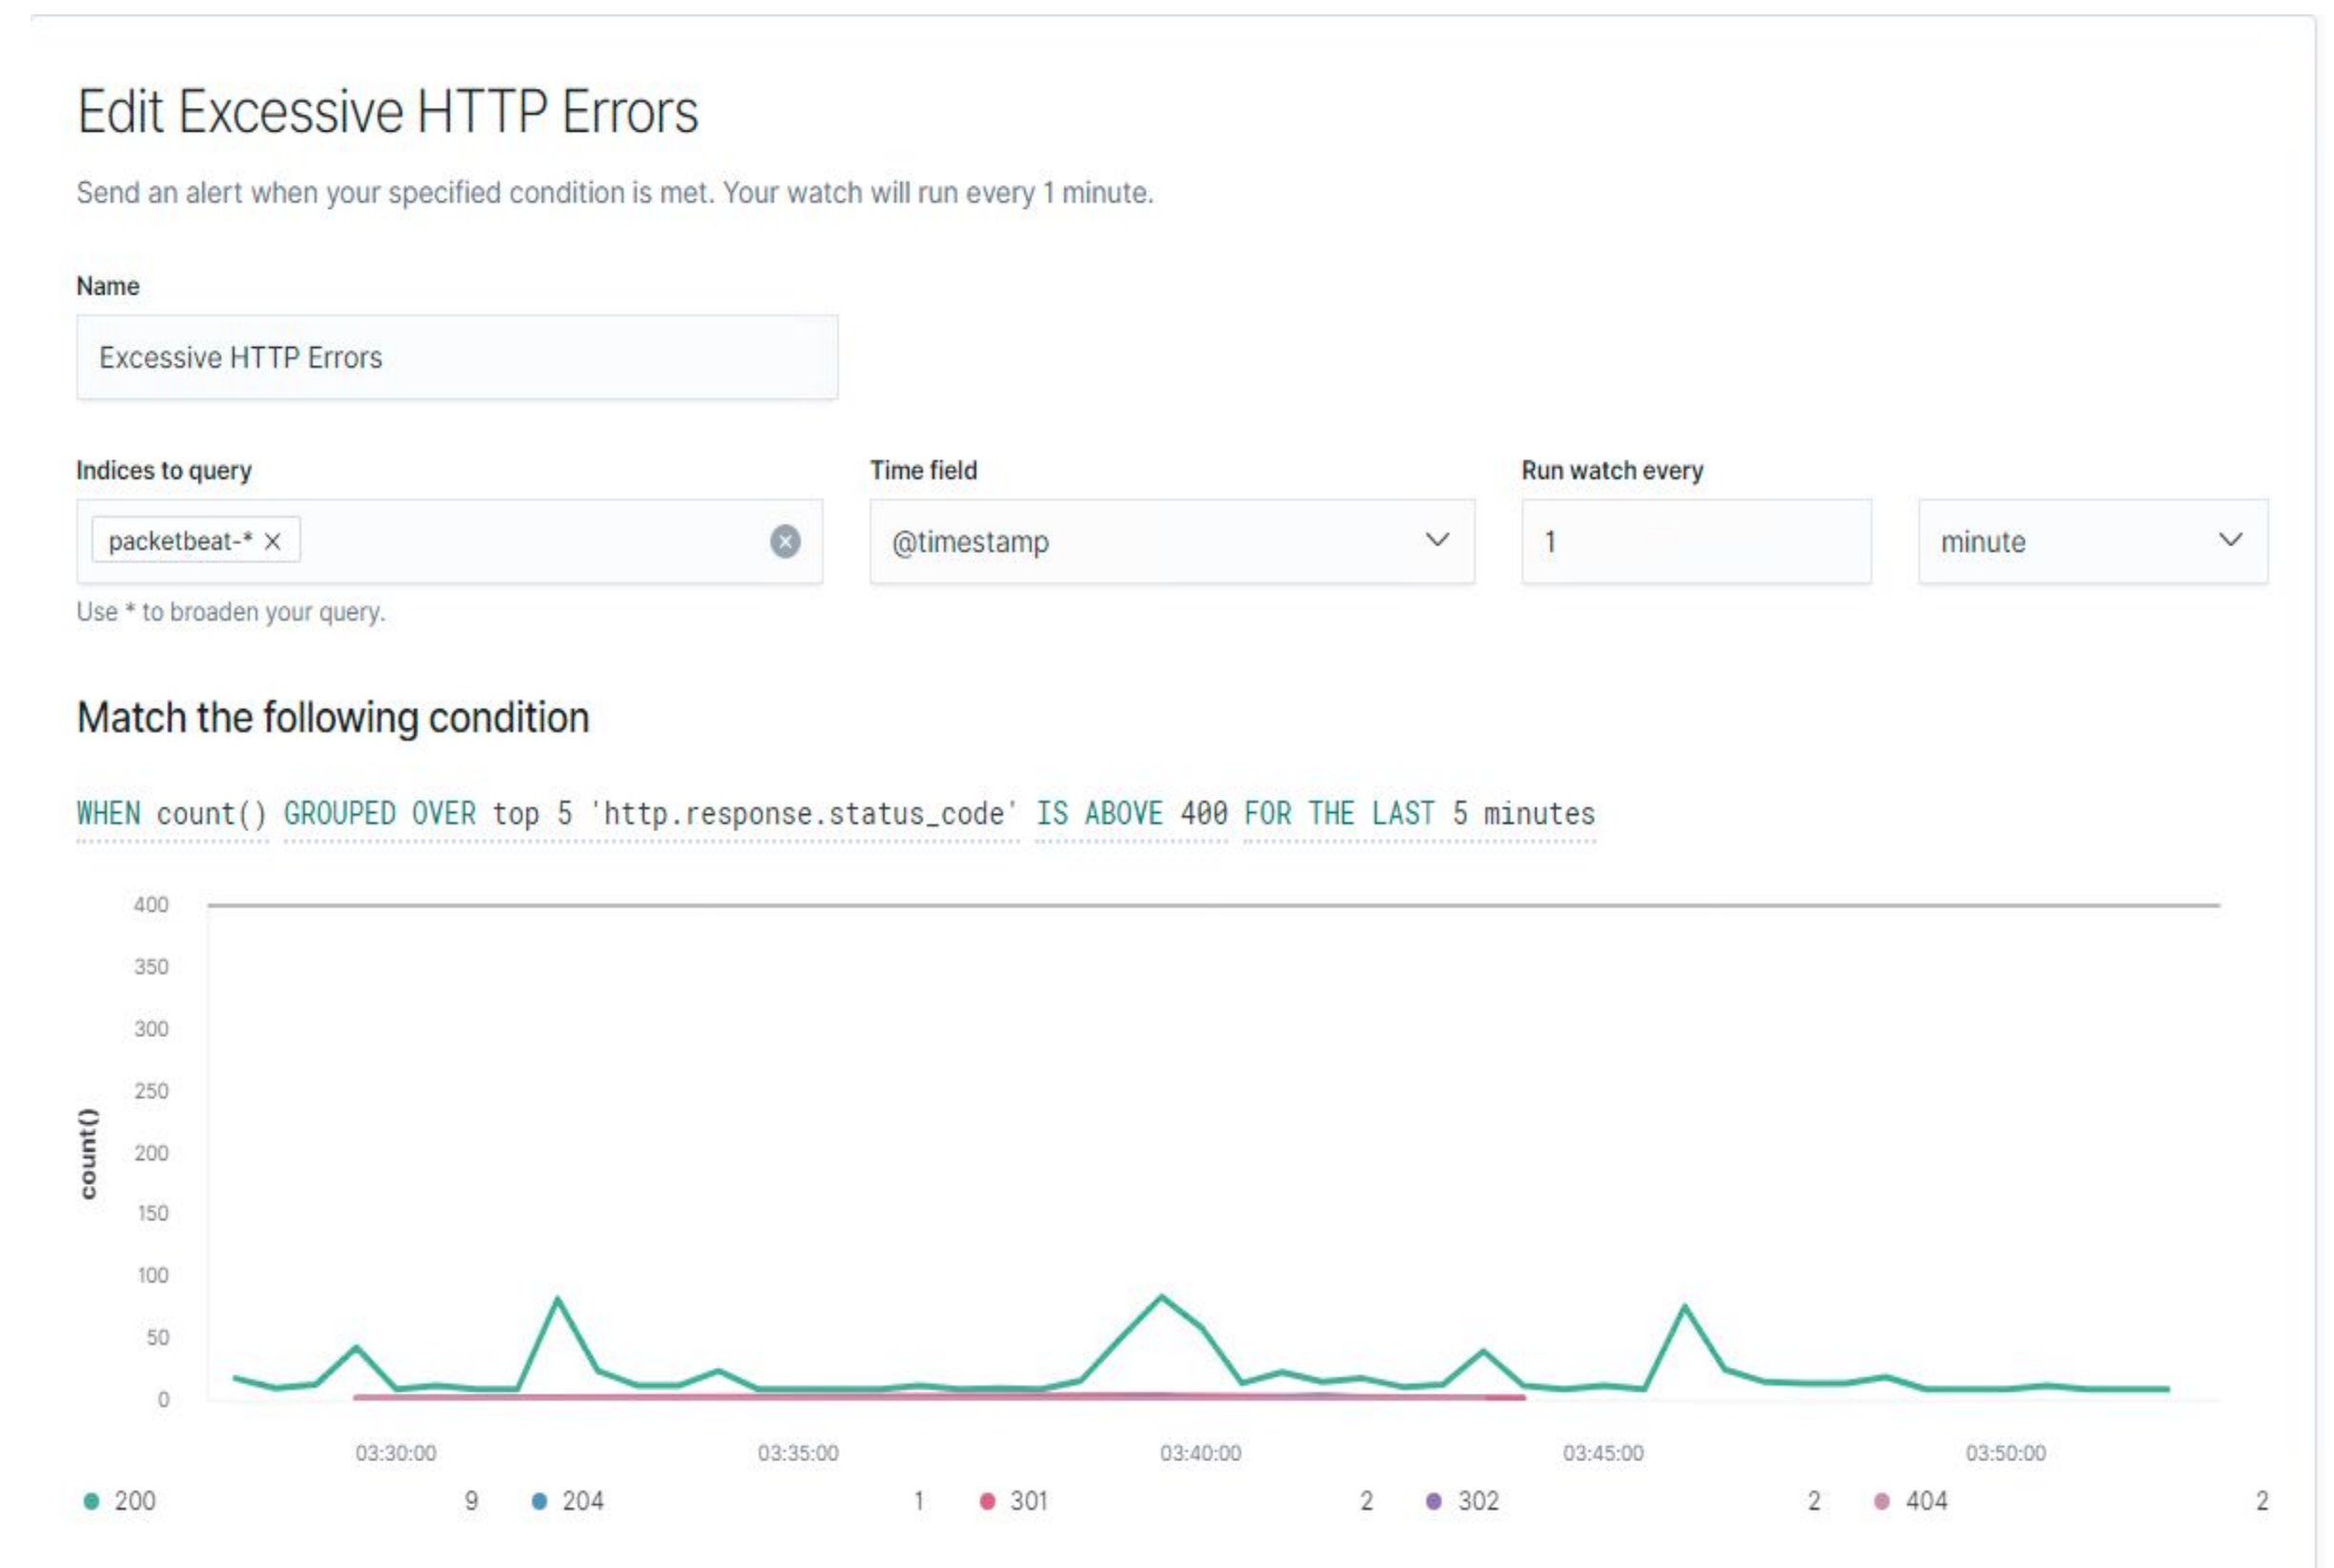 Edit Excessive HTTP Errors
Send an alert when your specified condition is met. Your watch will run every 1 minute.
Name
Excessive HTTP Errors
Indices to query Time field Run watch every
packetbeat-* @timestamp 1 minute
Use * to broaden your query.
Match the following condition
WHEN count() GROUPED OVER top 5 'http.response.status_code' IS ABOVE 400 FOR THE LAST 5 minutes
400
350
300
250
200
150
100
50
0
count()
03:30:00 03:35:00 03:40:00 03:45:00 03:50:00
200 9 204 1 301 2 302 2 404 2